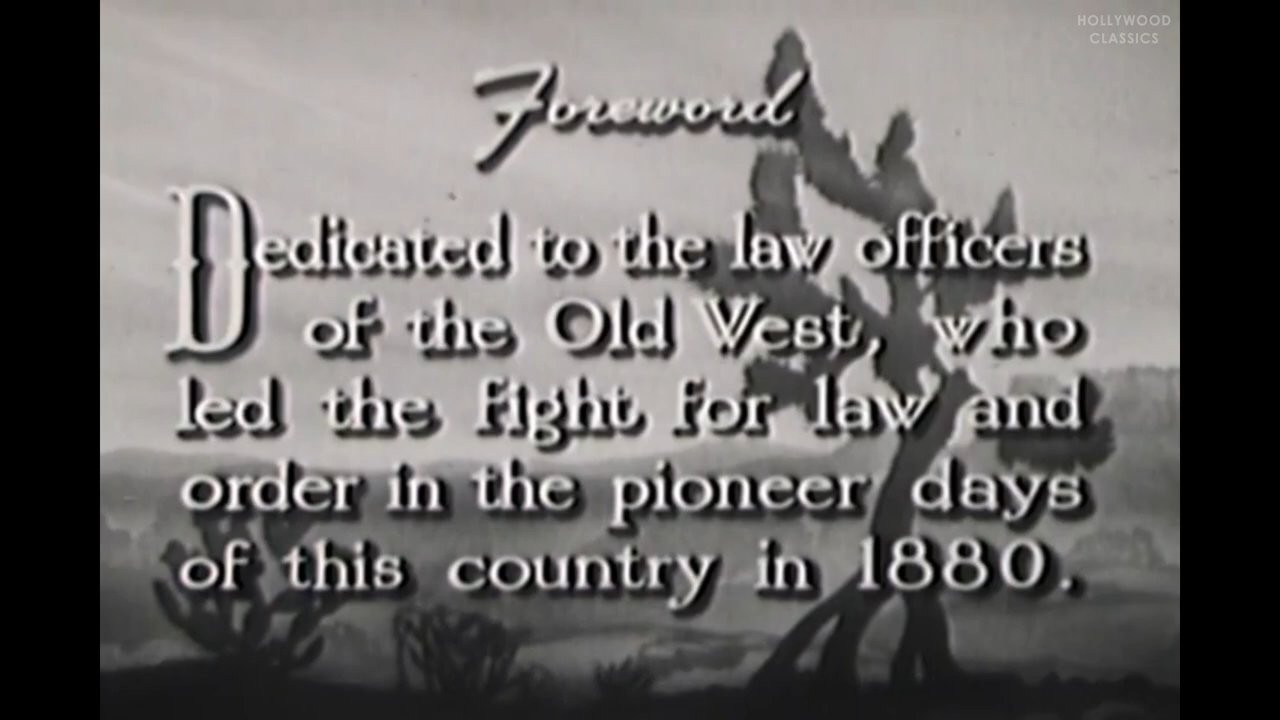 HOLLYWOOD
CLASSICS
Foreword
Dedicated to the law officers
of the Old West, who
led the fight for law and
order in the pioneer days
of this country in 1880.